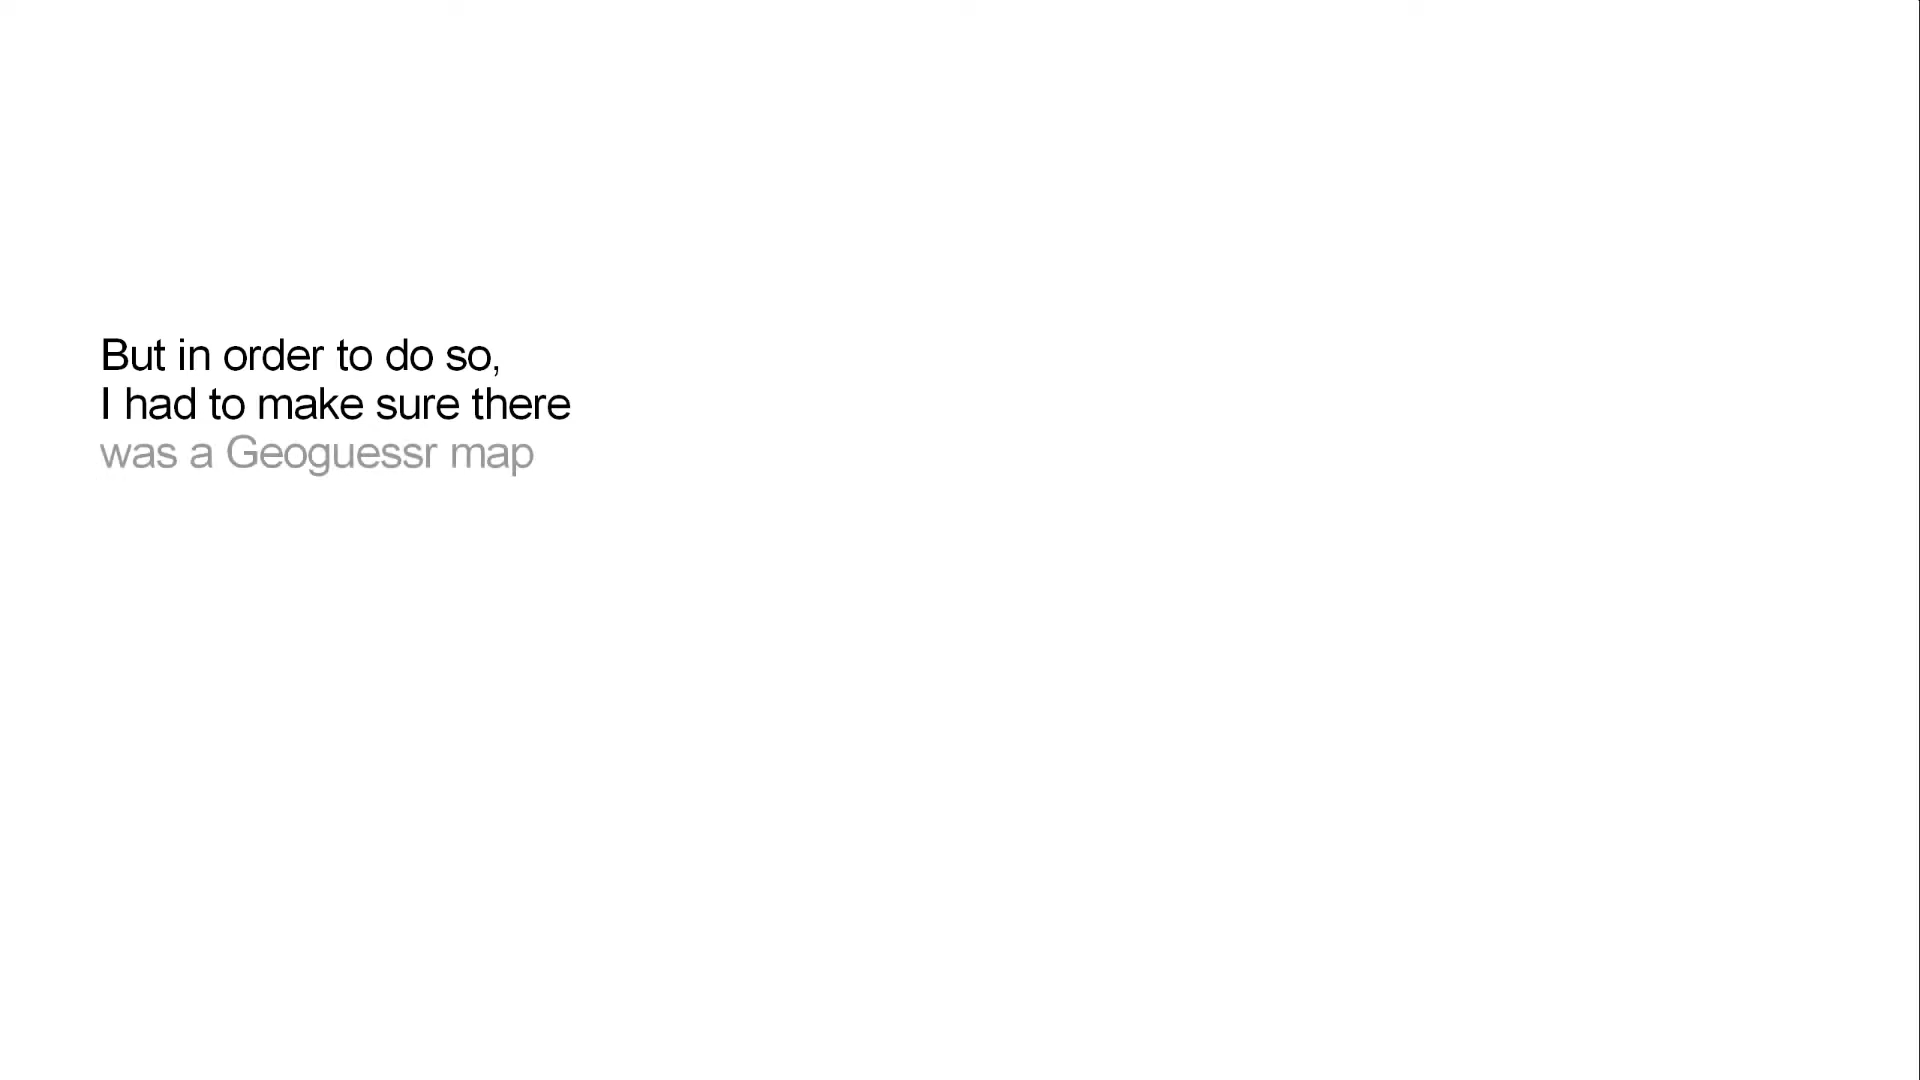 But in order to do so,
I had to make sure there
was a Geoguessr map